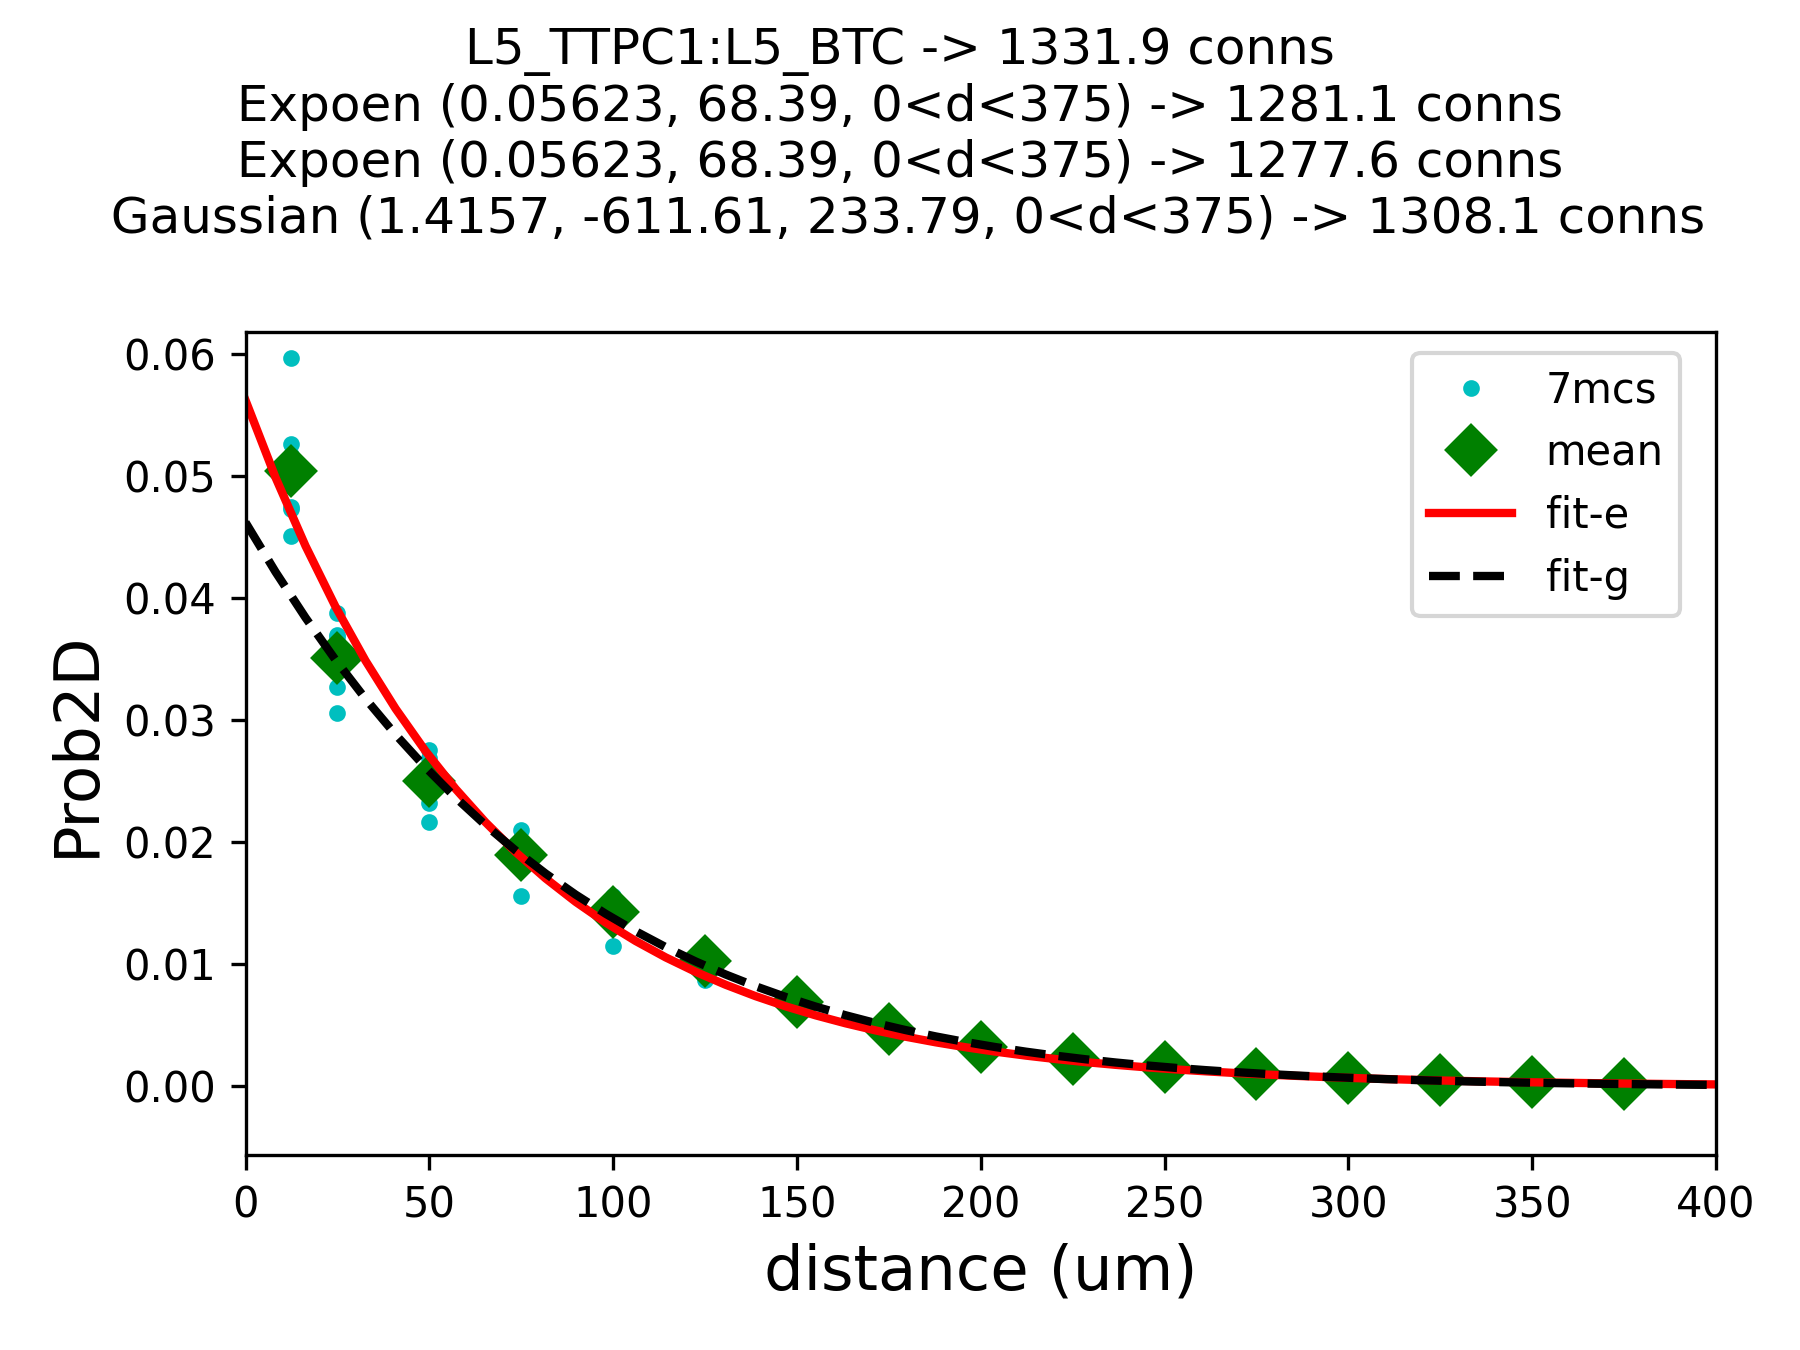 L5_TTPC1:L5_BTC -> 1331.9 conns
Expoen (0.05623, 68.39, 0<d<375) -> 1281.1 conns
Expoen (0.05623, 68.39, 0<d<375) -> 1277.6 conns
Gaussian (1.4157, -611.61, 233.79, 0<d<375) -> 1308.1 conns
0.06
0.05
0.04
0.03
0.02
0.01
0.00
Prob2D
7mcs
mean
fit-e
fit-g
0 50 100 150 200 250 300 350 400
distance (um)